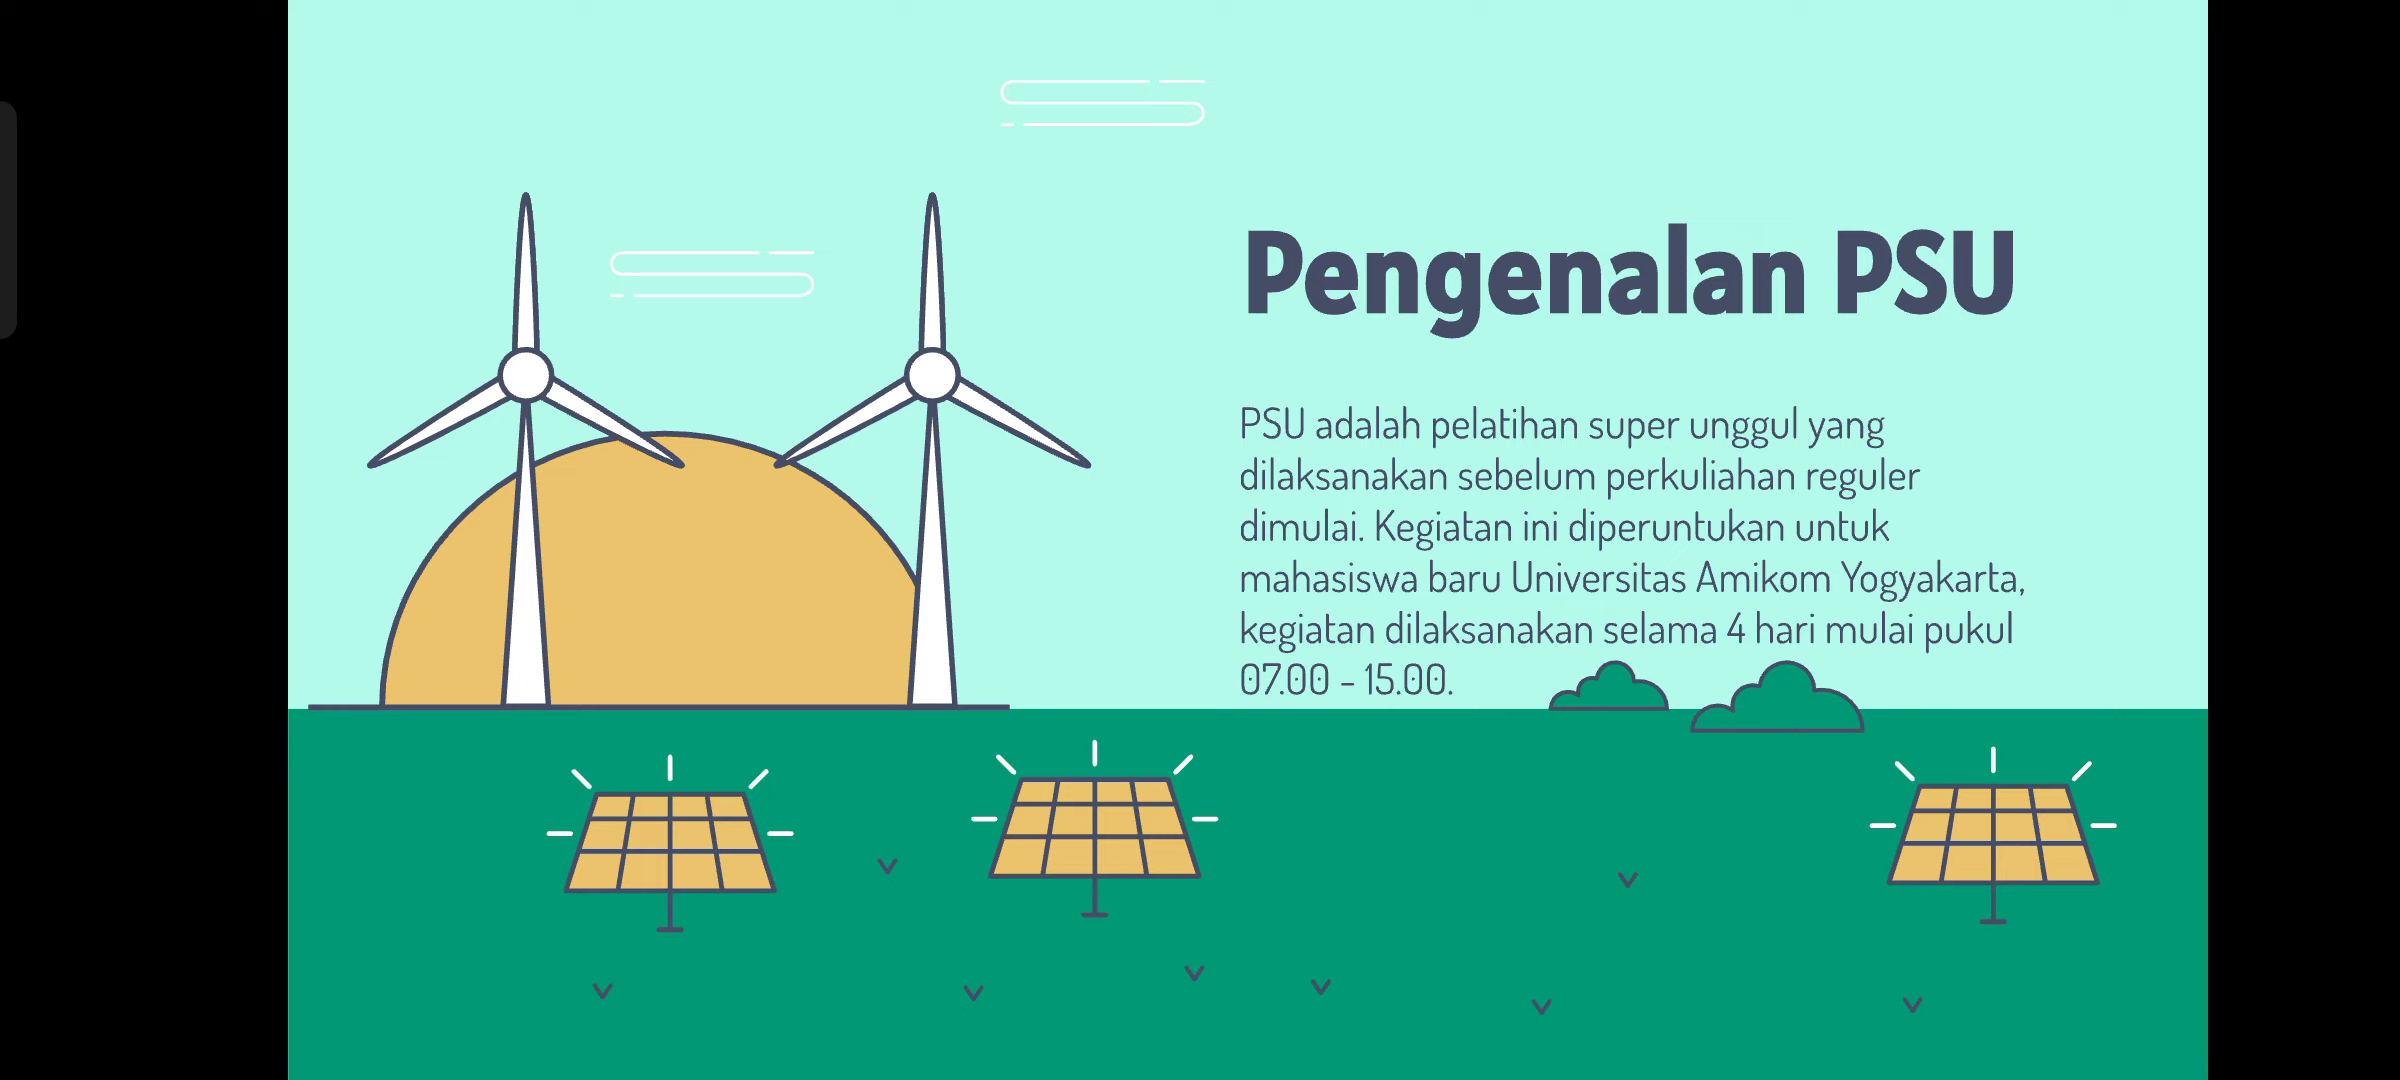 Pengenalan PSU
PSU adalah pelatihan super unggul yang
dilaksanakan sebelum perkuliahan reguler
dimulai. Kegiatan ini diperuntukan untuk
mahasiswa baru Universitas Amikom Yogyakarta,
kegiatan dilaksanakan selama 4 hari mulai pukul
07.00 - 15.00.